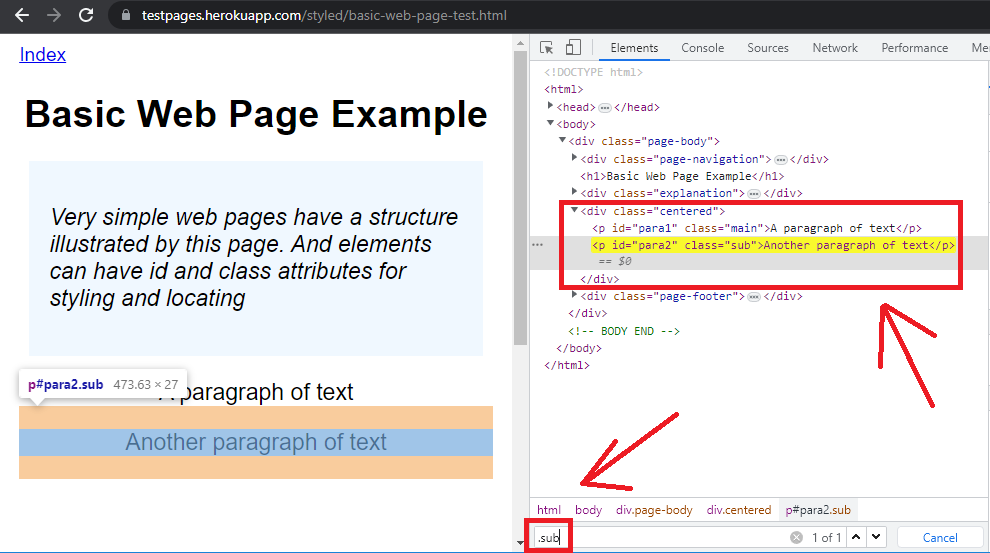 testpages.herokuapp.com/styled/basic-web-page-test.html
Index
Basic Web Page Example
Very simple web pages have a structure
illustrated by this page. And elements
can have id and class attributes for
styling and locating
p#para2.sub 473.63 × 27
A paragraph of text
Another paragraph of text
Elements Console Sources Network Performance Me
<!DOCTYPE html>
<html>
<head> … </head>
<body>
<div class="page-body">
<div class="page-navigation"> … </div>
<h1>Basic Web Page Example</h1>
<div class="explanation"> … </div>
<div class="centered">
<p id="para1" class="main">A paragraph of text</p>
<p id="para2" class="sub">Another paragraph of text</p>
== $0
</div>
<div class="page-footer"> … </div>
</div>
<!-- BODY END -->
</body>
</html>
html body div.page-body div.centered p#para2.sub
.sub 1 of 1 Cancel